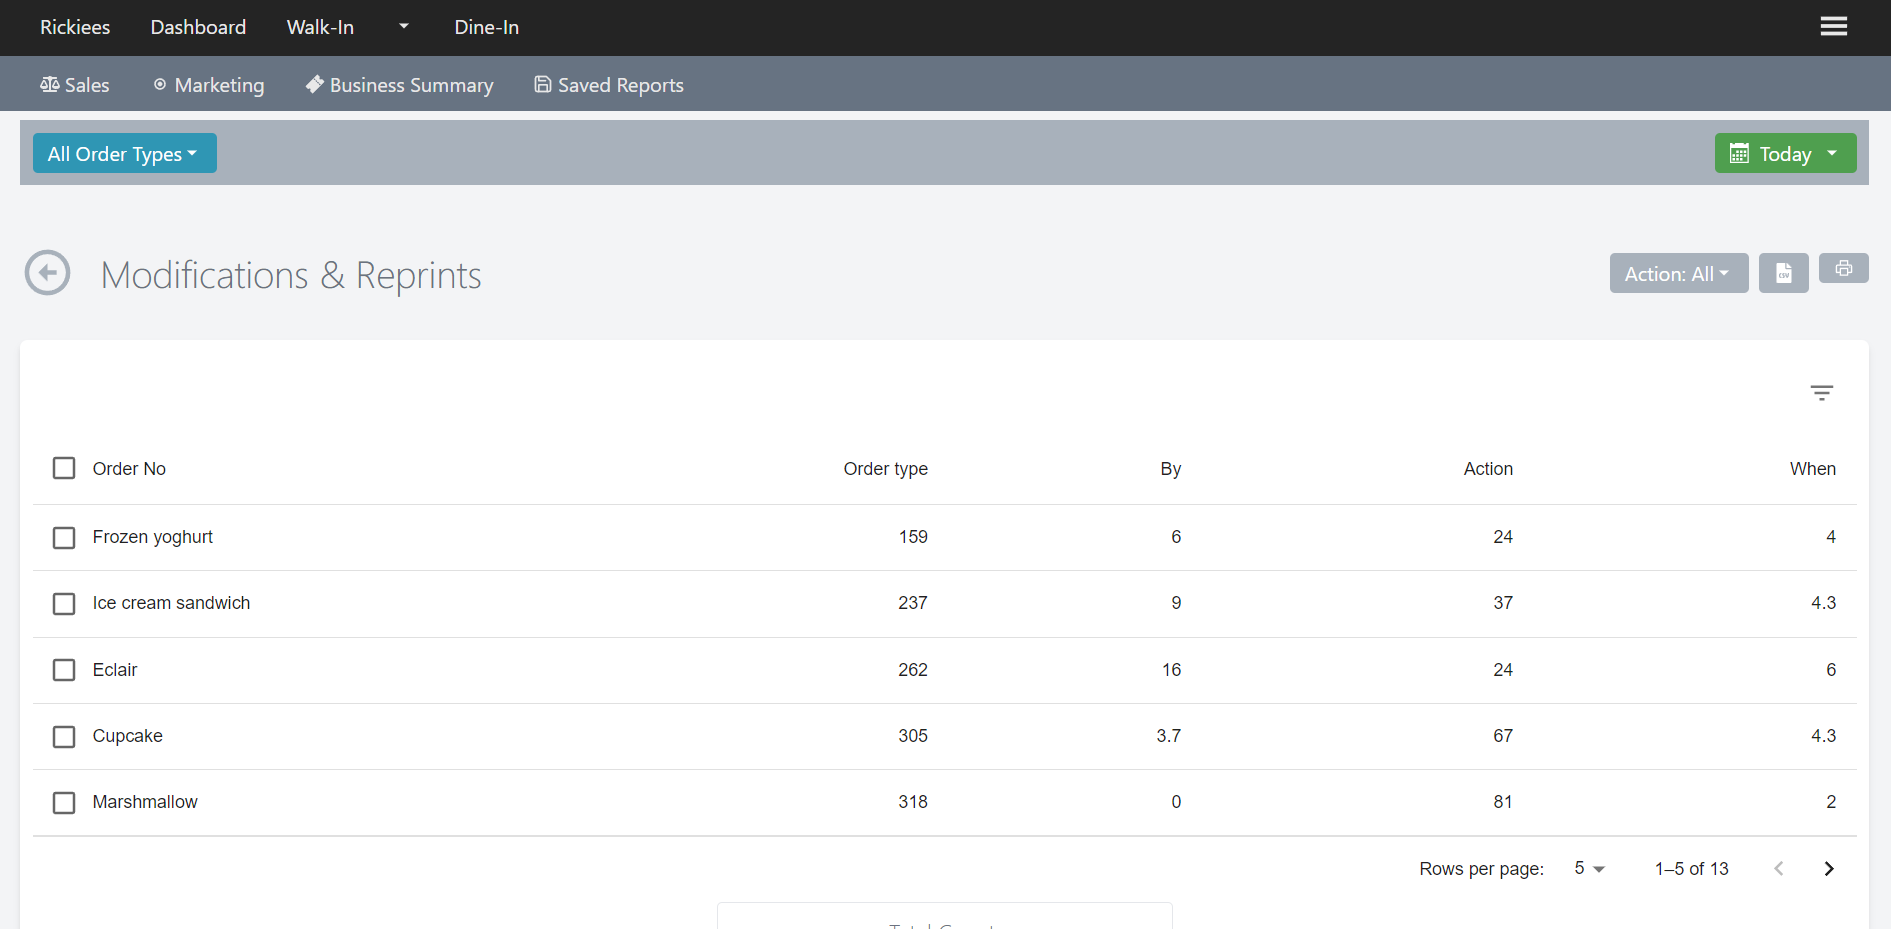 Rickiees Dashboard Walk-In Dine-In
Sales Marketing Business Summary Saved Reports
All Order Types Today
Modifications & Reprints Action: All CSV
Order No Order type By Action When
Frozen yoghurt 159 6 24 4
Ice cream sandwich 237 9 37 4.3
Eclair 262 16 24 6
Cupcake 305 3.7 67 4.3
Marshmallow 318 0 81 2
Rows per page: 5 1–5 of 13